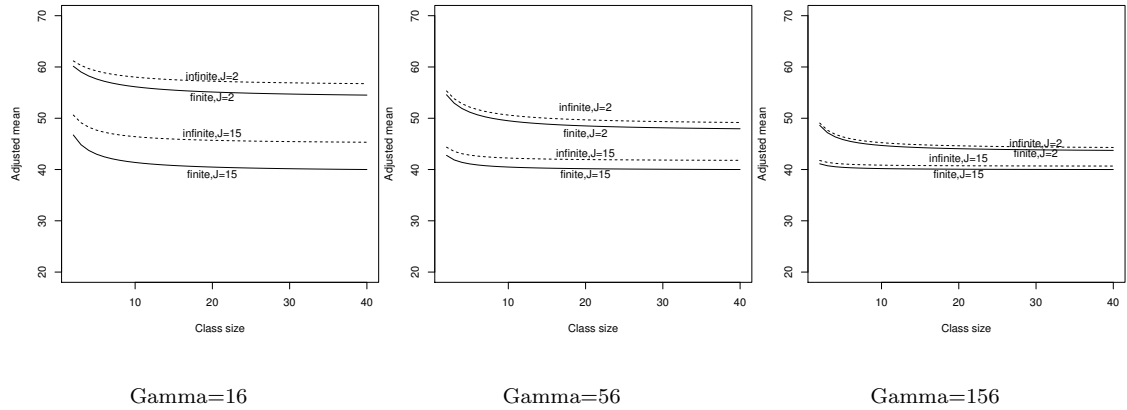 Adjusted mean
70
60
50
40
30
20
infinite,J=2
finite,J=2
infinite,J=15
finite,J=15
10 20 30 40
Class size
Gamma=16
Adjusted mean
70
60
50
40
30
20
infinite,J=2
finite,J=2
infinite,J=15
finite,J=15
10 20 30 40
Class size
Gamma=56
Adjusted mean
70
60
50
40
30
20
infinite,J=2
finite,J=2
infinite,J=15
finite,J=15
10 20 30 40
Class size
Gamma=156